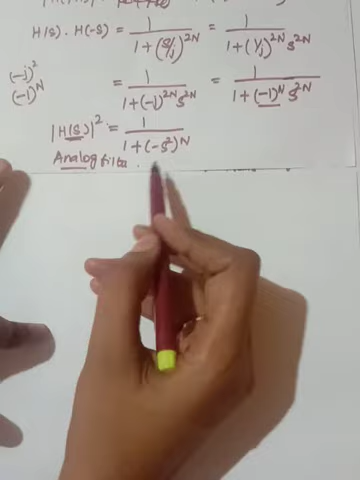 H(s) . H(-s) = 1 / 1 + (s/j)^2N = 1 / 1 + (1/j)^2N s^2N
(-j)^2 = 1 / 1 + (-j)^2N s^2N = 1 / 1 + (-1)^N s^2N
(-1)^N
|H(s)|^2 = 1 / 1 + (-s^2)^N
Analog filter .